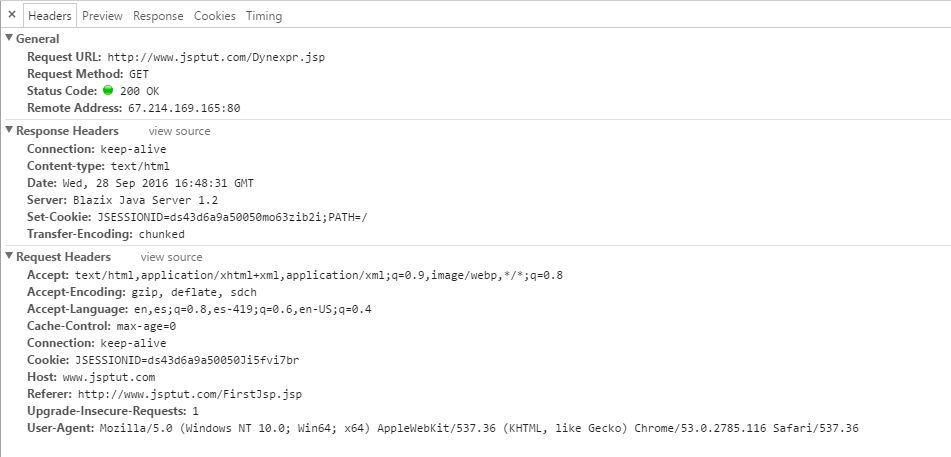 × Headers Preview Response Cookies Timing
▼ General
Request URL: http://www.jsptut.com/Dynexpr.jsp
Request Method: GET
Status Code: 200 OK
Remote Address: 67.214.169.165:80
▼ Response Headers view source
Connection: keep-alive
Content-type: text/html
Date: Wed, 28 Sep 2016 16:48:31 GMT
Server: Blazix Java Server 1.2
Set-Cookie: JSESSIONID=ds43d6a9a50050mo63zib2i;PATH=/
Transfer-Encoding: chunked
▼ Request Headers view source
Accept: text/html,application/xhtml+xml,application/xml;q=0.9,image/webp,*/*;q=0.8
Accept-Encoding: gzip, deflate, sdch
Accept-Language: en,es;q=0.8,es-419;q=0.6,en-US;q=0.4
Cache-Control: max-age=0
Connection: keep-alive
Cookie: JSESSIONID=ds43d6a9a50050Ji5fvi7br
Host: www.jsptut.com
Referer: http://www.jsptut.com/FirstJsp.jsp
Upgrade-Insecure-Requests: 1
User-Agent: Mozilla/5.0 (Windows NT 10.0; Win64; x64) AppleWebKit/537.36 (KHTML, like Gecko) Chrome/53.0.2785.116 Safari/537.36